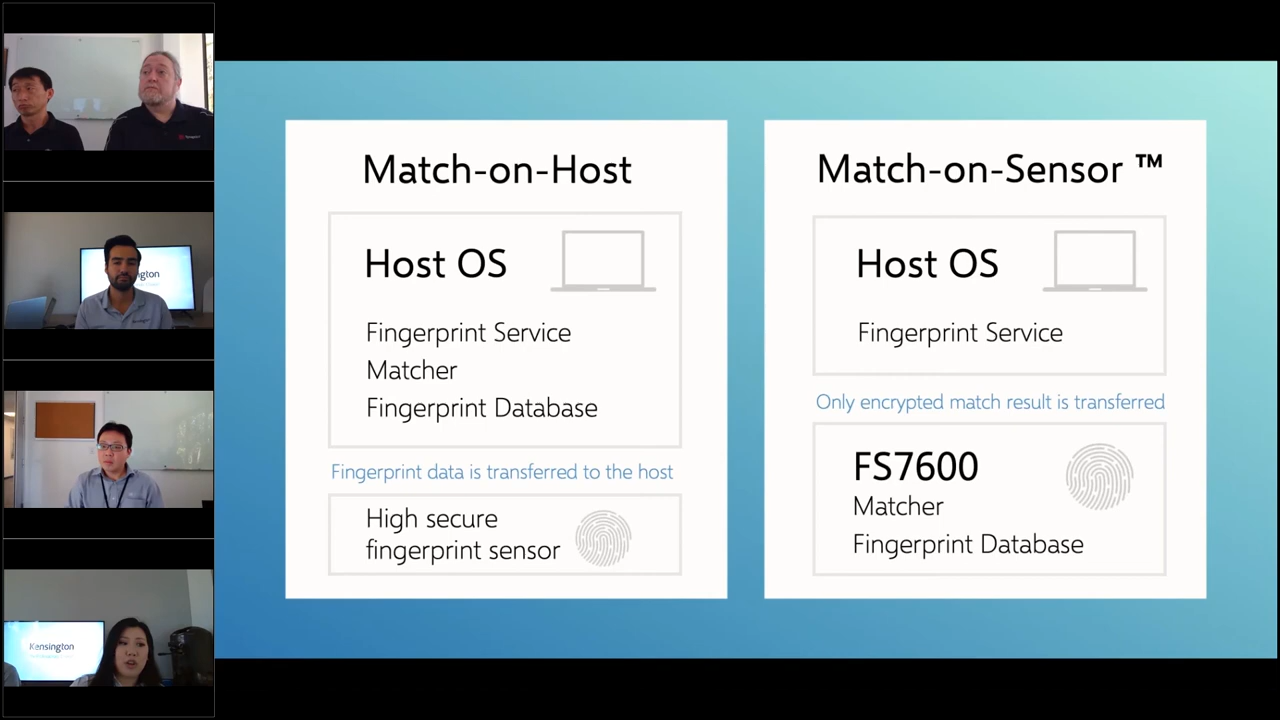 Match-on-Host
Host OS
Fingerprint Service
Matcher
Fingerprint Database
Fingerprint data is transferred to the host
High secure
fingerprint sensor
Match-on-Sensor ™
Host OS
Fingerprint Service
Only encrypted match result is transferred
FS7600
Matcher
Fingerprint Database
Kensington